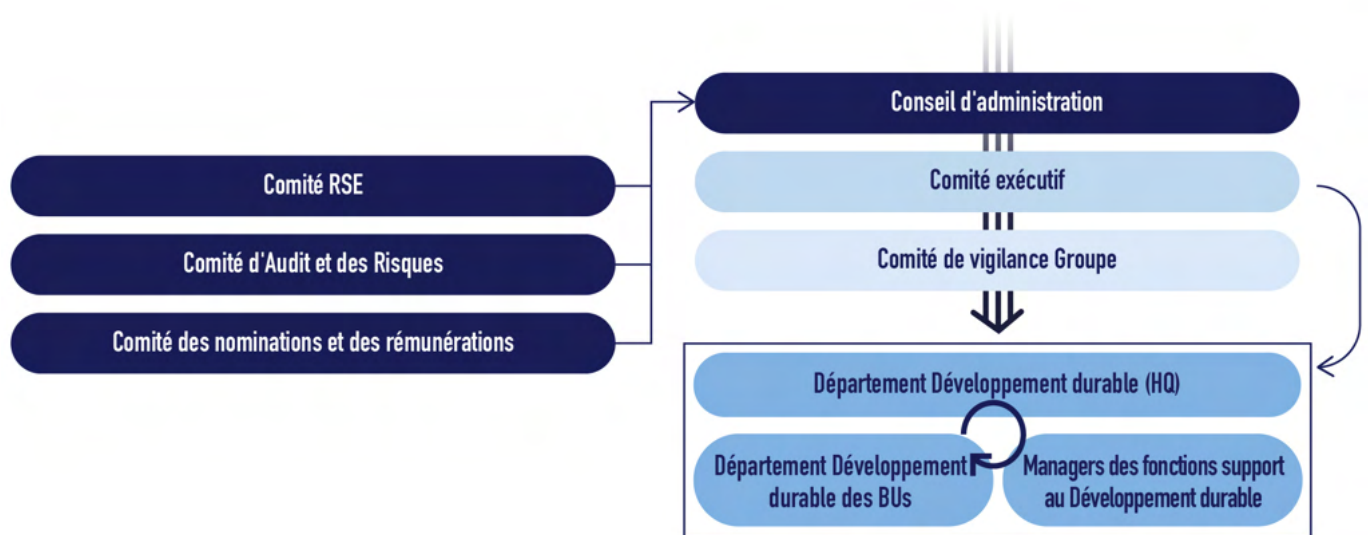 Conseil d'administration
Comité RSE
Comité exécutif
Comité d'Audit et des Risques
Comité de vigilance Groupe
Comité des nominations et des rémunérations
Département Développement durable (HQ)
Département Développement
durable des BUs
Managers des fonctions support
au Développement durable